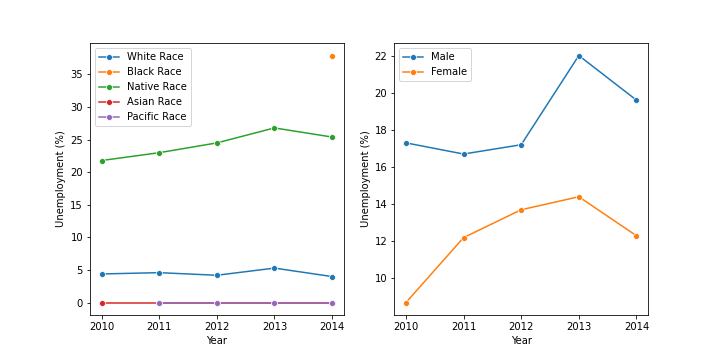 White Race
Black Race
Native Race
Asian Race
Pacific Race
Unemployment (%)
35
30
25
20
15
10
5
0
2010 2011 2012 2013 2014
Year
Male
Female
Unemployment (%)
22
20
18
16
14
12
10
2010 2011 2012 2013 2014
Year